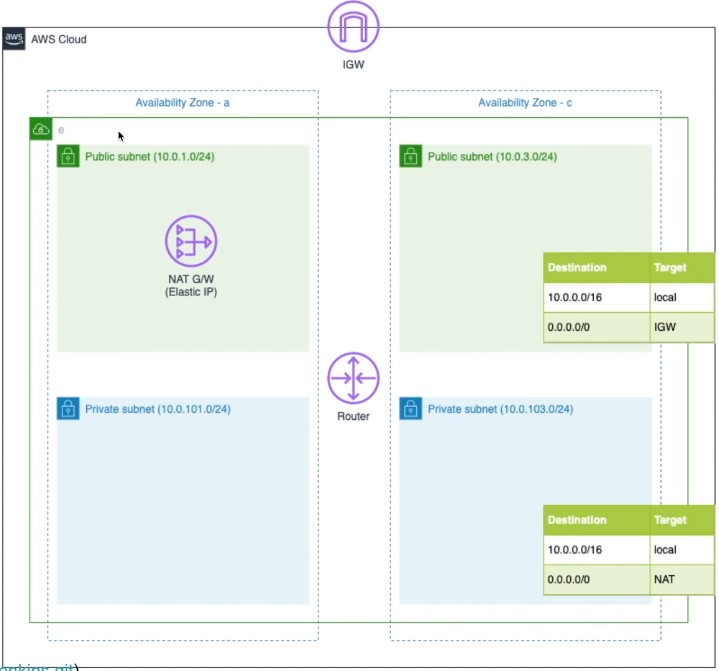 aws
AWS Cloud
IGW
Availability Zone - a
Availability Zone - c
e
Public subnet (10.0.1.0/24)
Public subnet (10.0.3.0/24)
NAT G/W
(Elastic IP)
Destination Target
10.0.0.0/16 local
0.0.0.0/0 IGW
Router
Private subnet (10.0.101.0/24)
Private subnet (10.0.103.0/24)
Destination Target
10.0.0.0/16 local
0.0.0.0/0 NAT